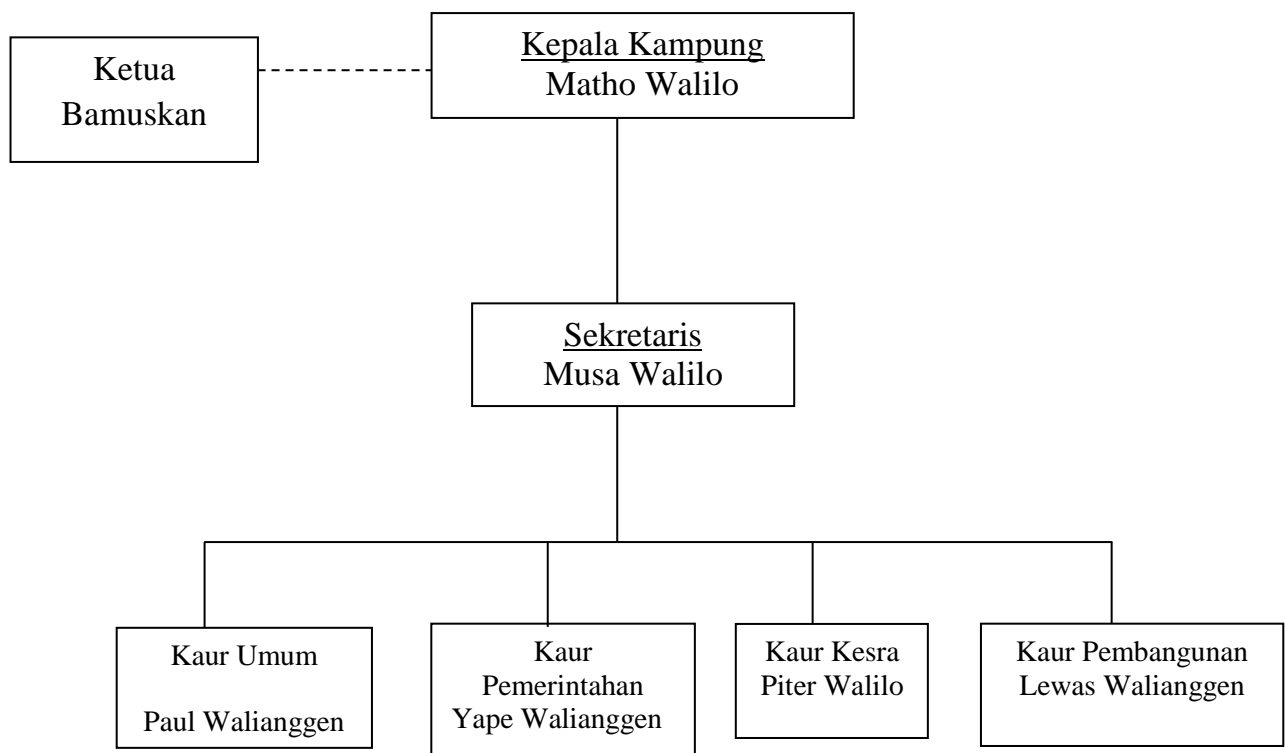 Ketua
Bamuskan
Kepala Kampung
Matho Walilo
Sekretaris
Musa Walilo
Kaur Umum
Paul Walianggen
Kaur
Pemerintahan
Yape Walianggen
Kaur Kesra
Piter Walilo
Kaur Pembangunan
Lewas Walianggen